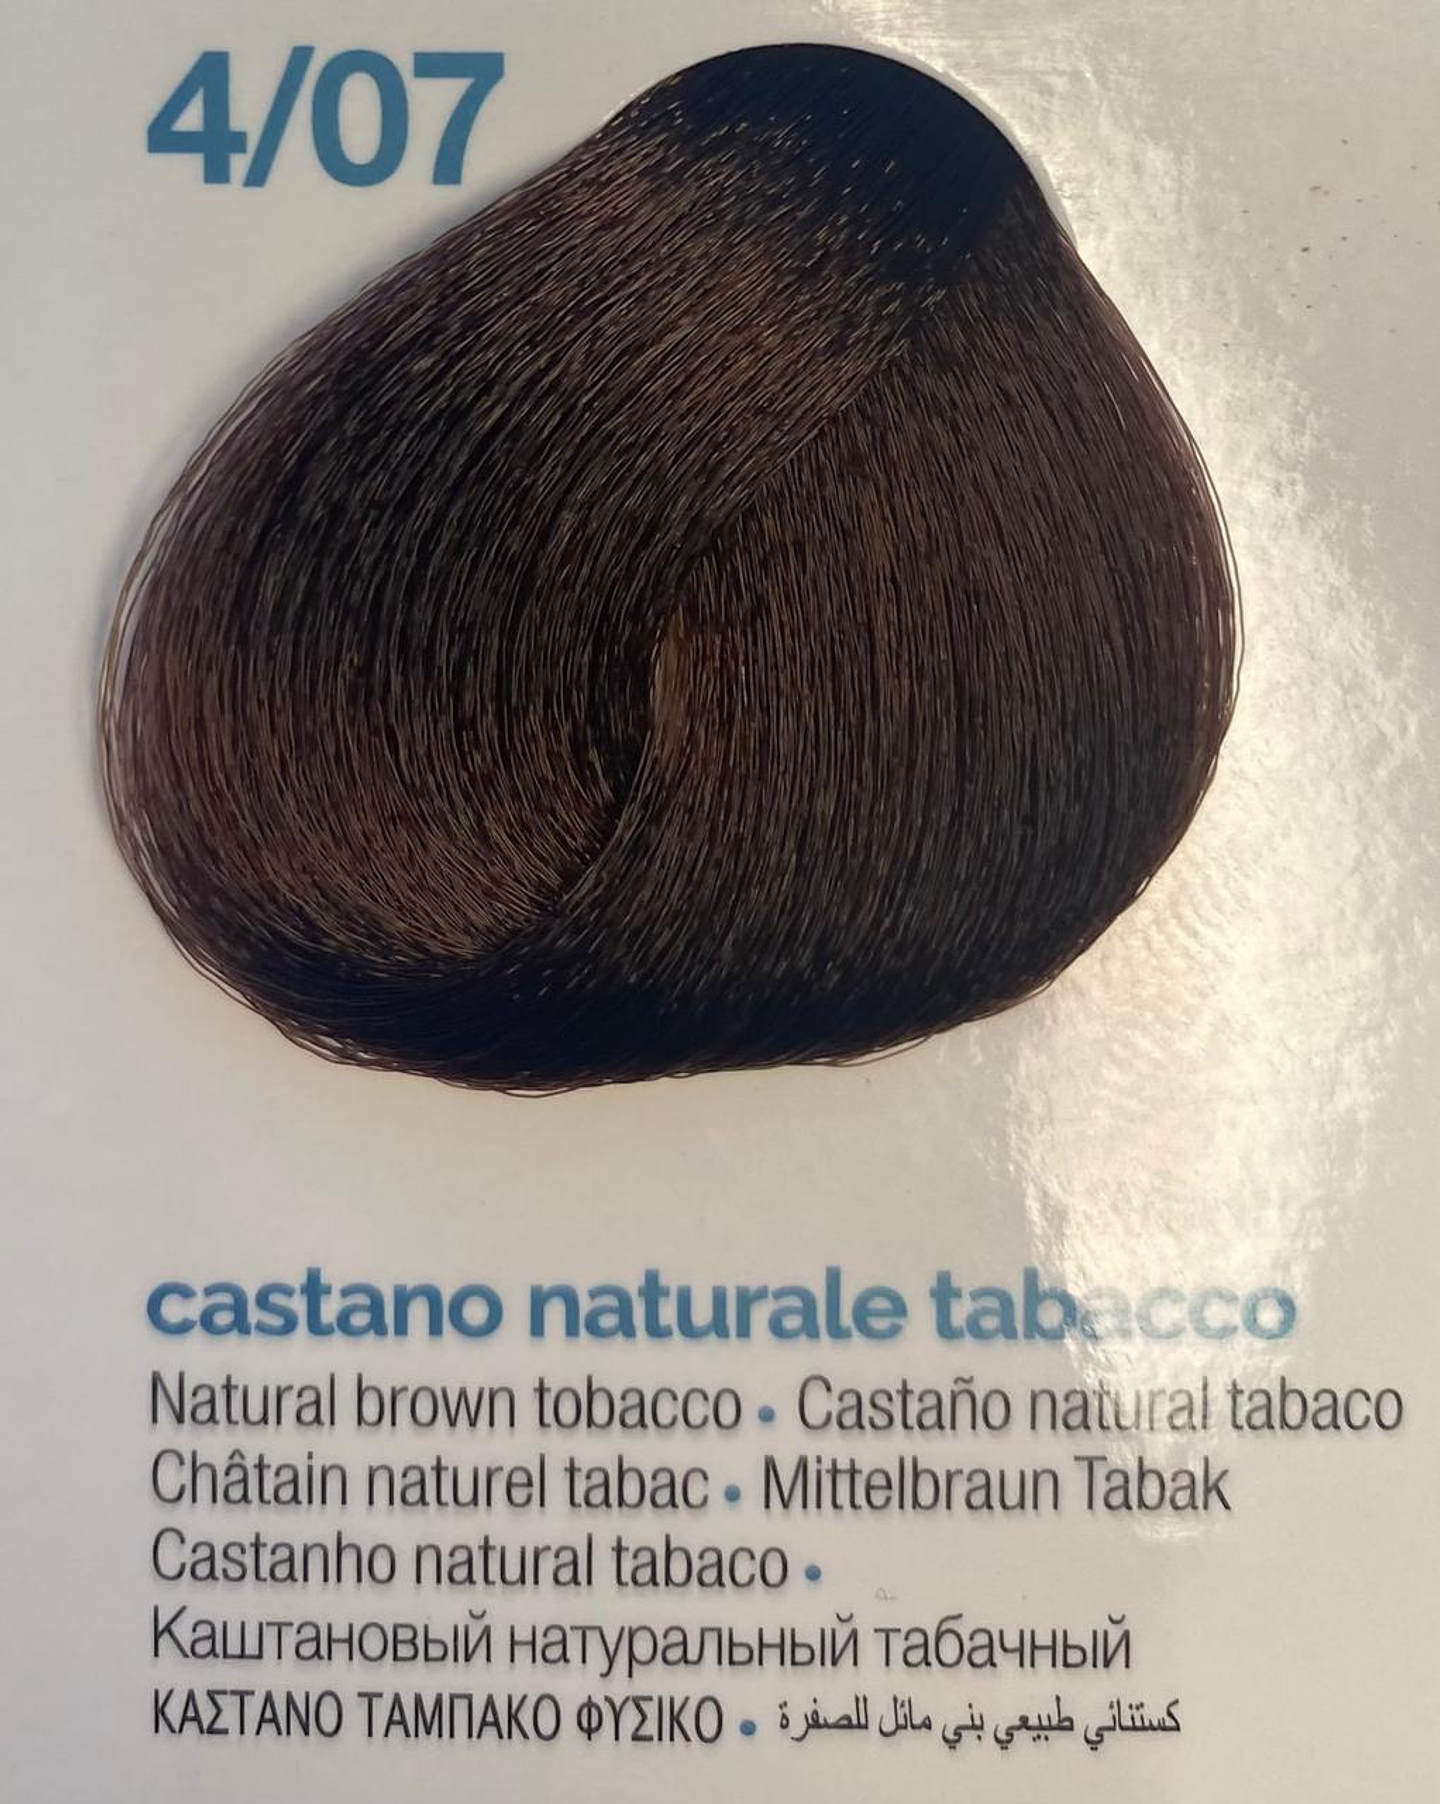 4/07
castano naturale tabacco
Natural brown tobacco • Castaño natural tabaco
Châtain naturel tabac • Mittelbraun Tabak
Castanho natural tabaco •
Каштановый натуральный табачный
ΚΑΣΤΑΝΟ ΤΑΜΠΑΚΟ ΦΥΣΙΚΟ • كستنائي طبيعي بني مائل للصفرة